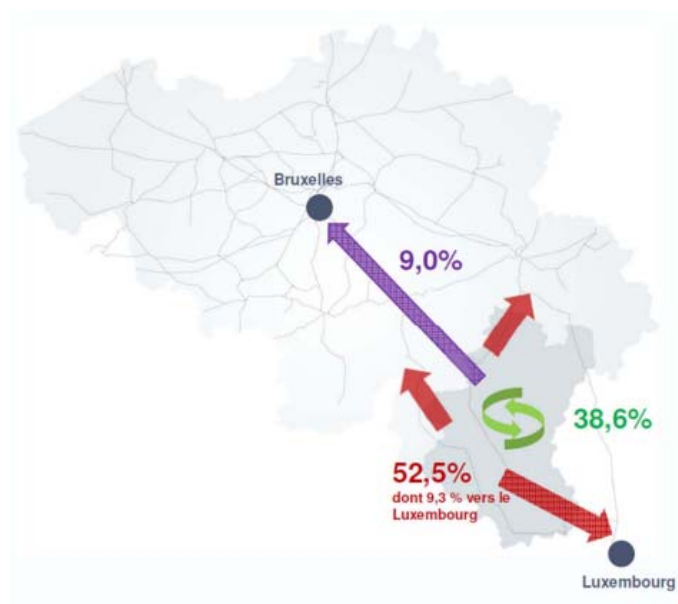 Bruxelles
9,0%
38,6%
52,5%
dont 9,3 % vers le
Luxembourg
Luxembourg